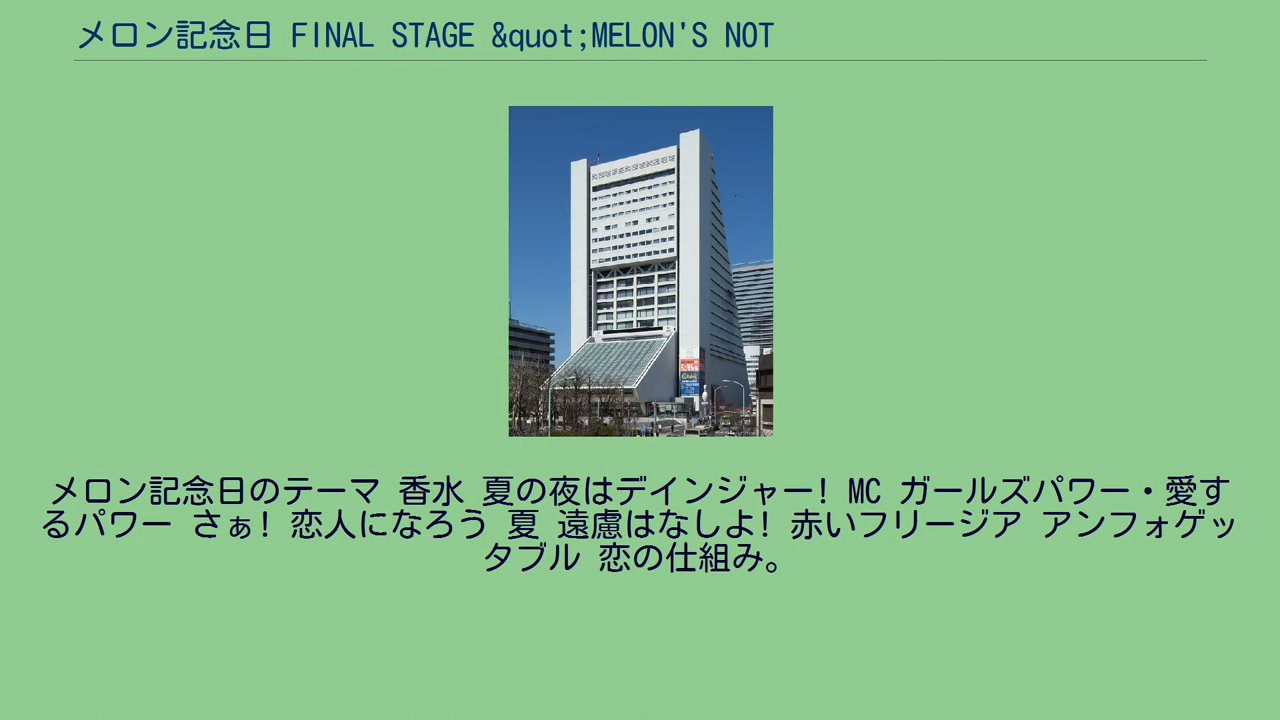 メロン記念日 FINAL STAGE &quot;MELON'S NOT
メロン記念日のテーマ 香水 夏の夜はデインジャー! MC ガールズパワー・愛す
るパワー さぁ! 恋人になろう 夏 遠慮はなしよ! 赤いフリージア アンフォゲッ
タブル 恋の仕組み。